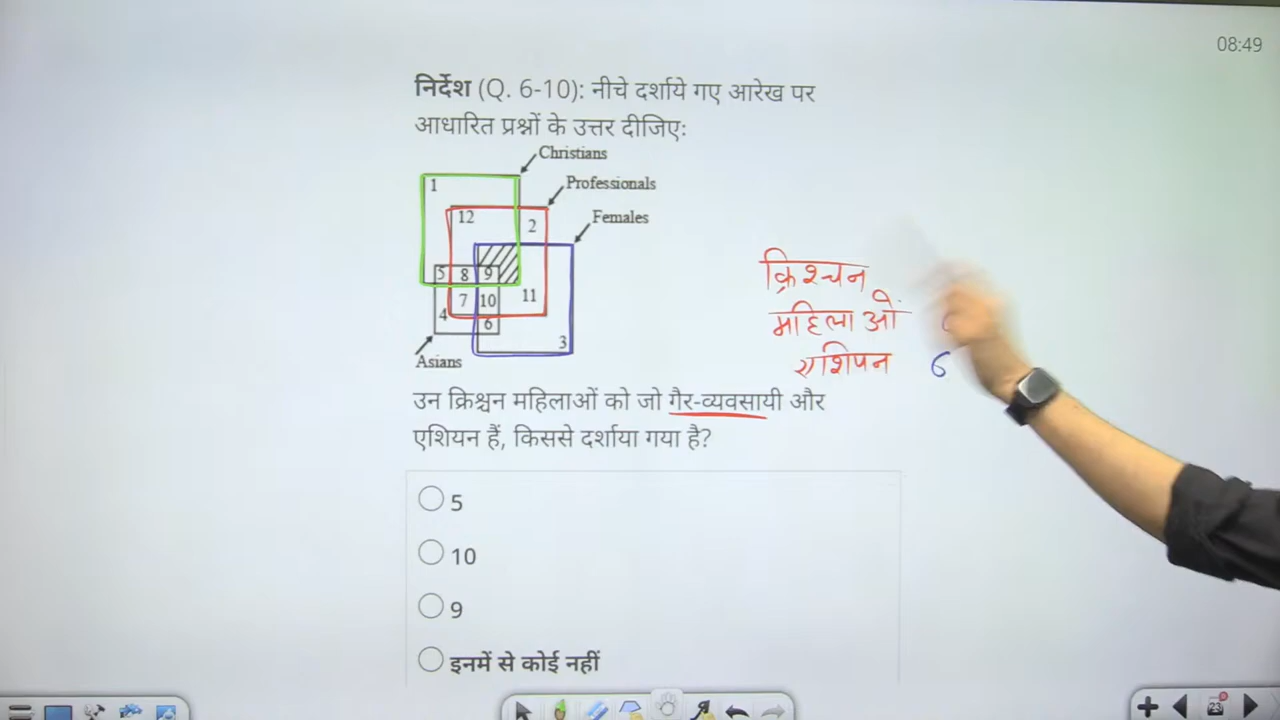 08:49
निर्देश (Q. 6-10): नीचे दर्शाये गए आरेख पर
आधारित प्रश्नों के उत्तर दीजिए:
Christians
Professionals
Females
1
12
2
5
8
9
7
10
11
4
6
3
Asians
क्रिश्चन
महिलाओं
एशियन
6
उन क्रिश्चन महिलाओं को जो गैर-व्यवसायी और
एशियन हैं, किससे दर्शाया गया है?
5
10
9
इनमें से कोई नहीं
23